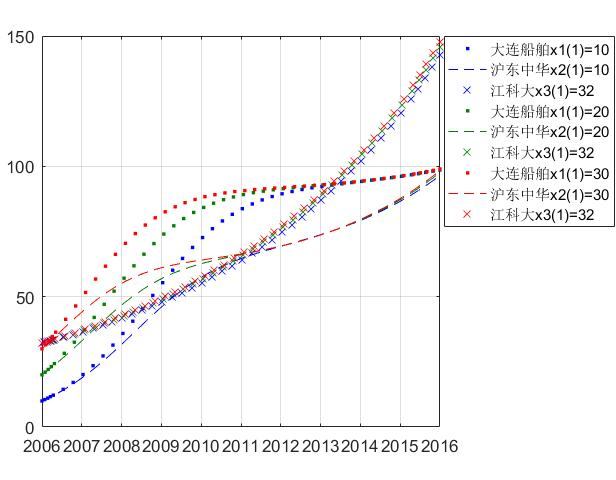 150
100
50
0
2006 2007 2008 2009 2010 2011 2012 2013 2014 2015 2016
大连船舶x1(1)=10
沪东中华x2(1)=10
江科大x3(1)=32
大连船舶x1(1)=20
沪东中华x2(1)=20
江科大x3(1)=32
大连船舶x1(1)=30
沪东中华x2(1)=30
江科大x3(1)=32